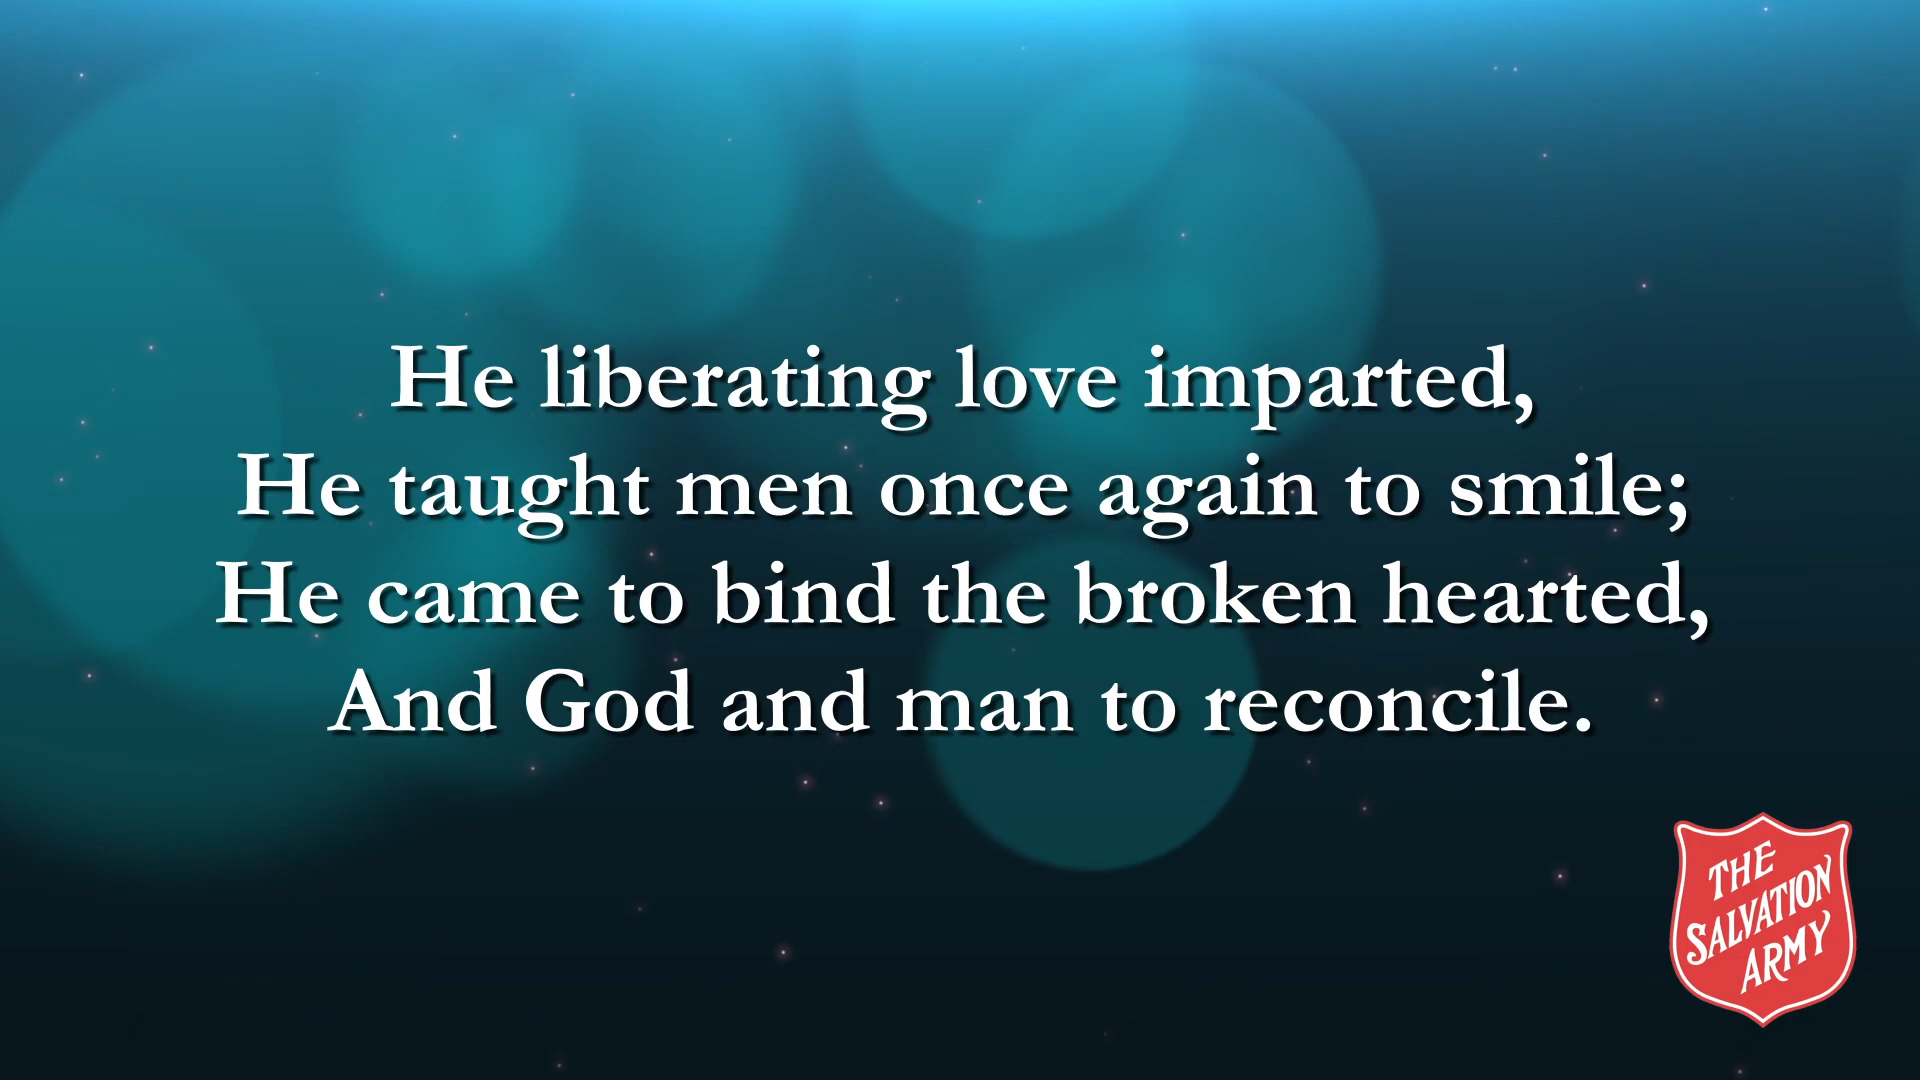 He liberating love imparted,
He taught men once again to smile;
He came to bind the broken hearted,
And God and man to reconcile.
THE
SALVATION
ARMY